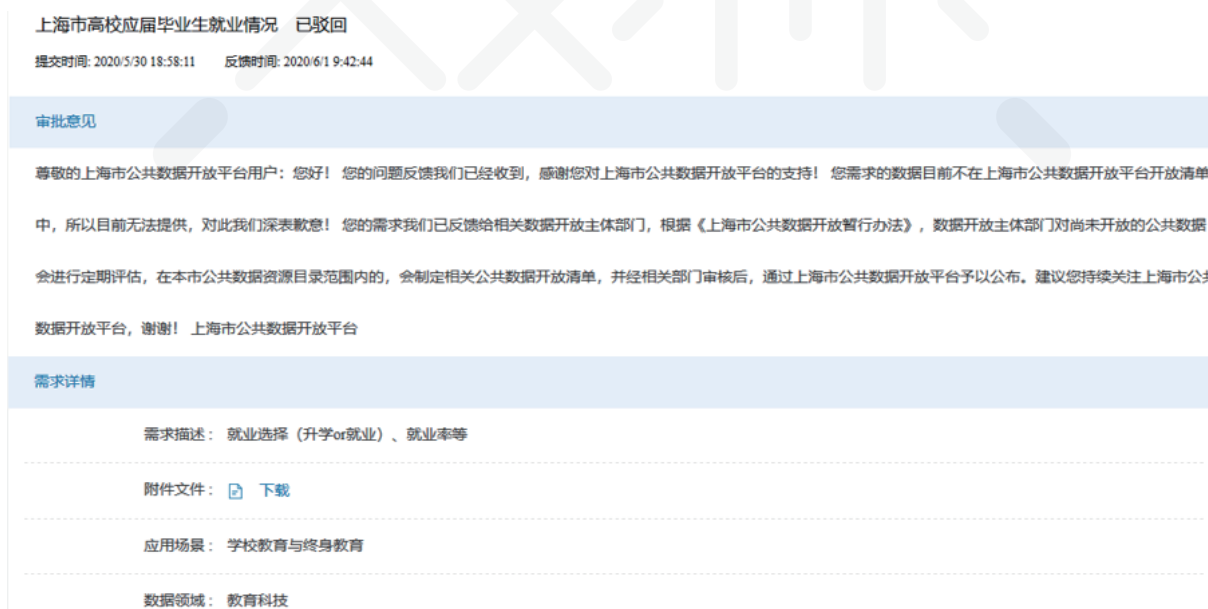 上海市高校应届毕业生就业情况 已驳回
提交时间: 2020/5/30 18:58:11 反馈时间: 2020/6/1 9:42:44
审批意见
尊敬的上海市公共数据开放平台用户：您好！ 您的问题反馈我们已经收到，感谢您对上海市公共数据开放平台的支持！ 您需求的数据目前不在上海市公共数据开放平台开放清单
中，所以目前无法提供，对此我们深表歉意！ 您的需求我们已反馈给相关数据开放主体部门，根据《上海市公共数据开放暂行办法》，数据开放主体部门对尚未开放的公共数据
会进行定期评估，在本市公共数据资源目录范围内的，会制定相关公共数据开放清单，并经相关部门审核后，通过上海市公共数据开放平台予以公布。建议您持续关注上海市公共
数据开放平台，谢谢！ 上海市公共数据开放平台
需求详情
需求描述： 就业选择（升学or就业）、就业率等
附件文件： 下载
应用场景： 学校教育与终身教育
数据领域： 教育科技